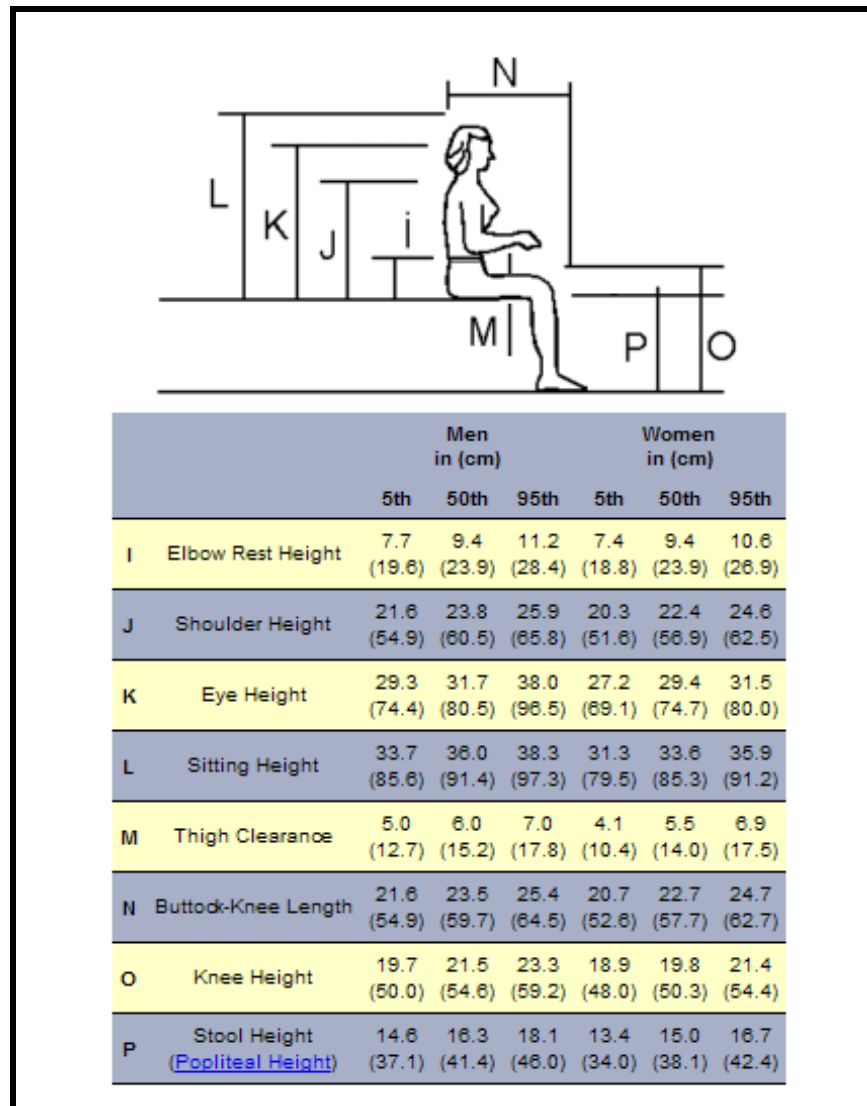 N
L
K
J
i
M
P
O
Men
in (cm)
Women
in (cm)
5th 50th 95th 5th 50th 95th
I Elbow Rest Height 7.7 9.4 11.2 7.4 9.4 10.6
(19.6) (23.9) (28.4) (18.8) (23.9) (26.9)
J Shoulder Height 21.6 23.8 25.9 20.3 22.4 24.6
(54.9) (60.5) (65.8) (51.6) (56.9) (62.5)
K Eye Height 29.3 31.7 38.0 27.2 29.4 31.5
(74.4) (80.5) (96.5) (69.1) (74.7) (80.0)
L Sitting Height 33.7 36.0 38.3 31.3 33.6 35.9
(85.6) (91.4) (97.3) (79.5) (85.3) (91.2)
M Thigh Clearance 5.0 6.0 7.0 4.1 5.5 6.9
(12.7) (15.2) (17.8) (10.4) (14.0) (17.5)
N Buttock-Knee Length 21.6 23.5 25.4 20.7 22.7 24.7
(54.9) (59.7) (64.5) (52.6) (57.7) (62.7)
O Knee Height 19.7 21.5 23.3 18.9 19.8 21.4
(50.0) (54.6) (59.2) (48.0) (50.3) (54.4)
P Stool Height 14.6 16.3 18.1 13.4 15.0 16.7
(Popliteal Height) (37.1) (41.4) (46.0) (34.0) (38.1) (42.4)